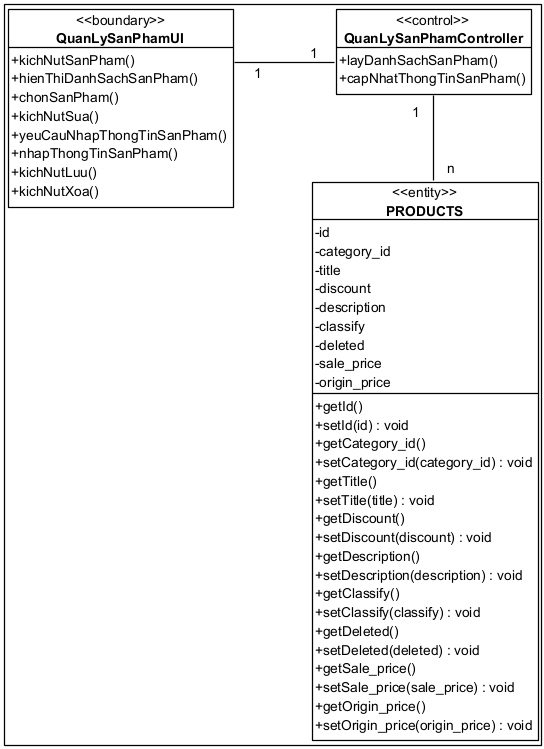 <<boundary>>
QuanLySanPhamUI
+kichNutSanPham()
+hienThiDanhSachSanPham()
+chonSanPham()
+kichNutSua()
+yeuCauNhapThongTinSanPham()
+nhapThongTinSanPham()
+kichNutLuu()
+kichNutXoa()
1
1
<<control>>
QuanLySanPhamController
+layDanhSachSanPham()
+capNhatThongTinSanPham()
1
n
<<entity>>
PRODUCTS
-id
-category_id
-title
-discount
-description
-classify
-deleted
-sale_price
-origin_price
+getId()
+setId(id) : void
+getCategory_id()
+setCategory_id(category_id) : void
+getTitle()
+setTitle(title) : void
+getDiscount()
+setDiscount(discount) : void
+getDescription()
+setDescription(description) : void
+getClassify()
+setClassify(classify) : void
+getDeleted()
+setDeleted(deleted) : void
+getSale_price()
+setSale_price(sale_price) : void
+getOrigin_price()
+setOrigin_price(origin_price) : void